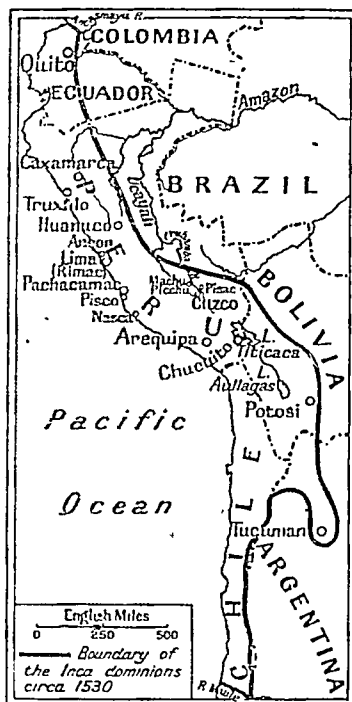 COLOMBIA
Quito
ECUADOR
Amazon
Caxamarca
Ucayali
BRAZIL
Truxillo
Huanuco
Ancon
Lima
(Rimac)
Pachacamac
Pisco
Nasca
PERU
Machu
Picchu
Pisac
Cuzco
BOLIVIA
Arequipa
Chucuito
L.
Titicaca
L.
Aullagas
Potosi
Pacific
Ocean
CHILE
Tucuman
ARGENTINA
English Miles
0 250 500
Boundary of
the Inca dominions
circa 1530
R. Maule